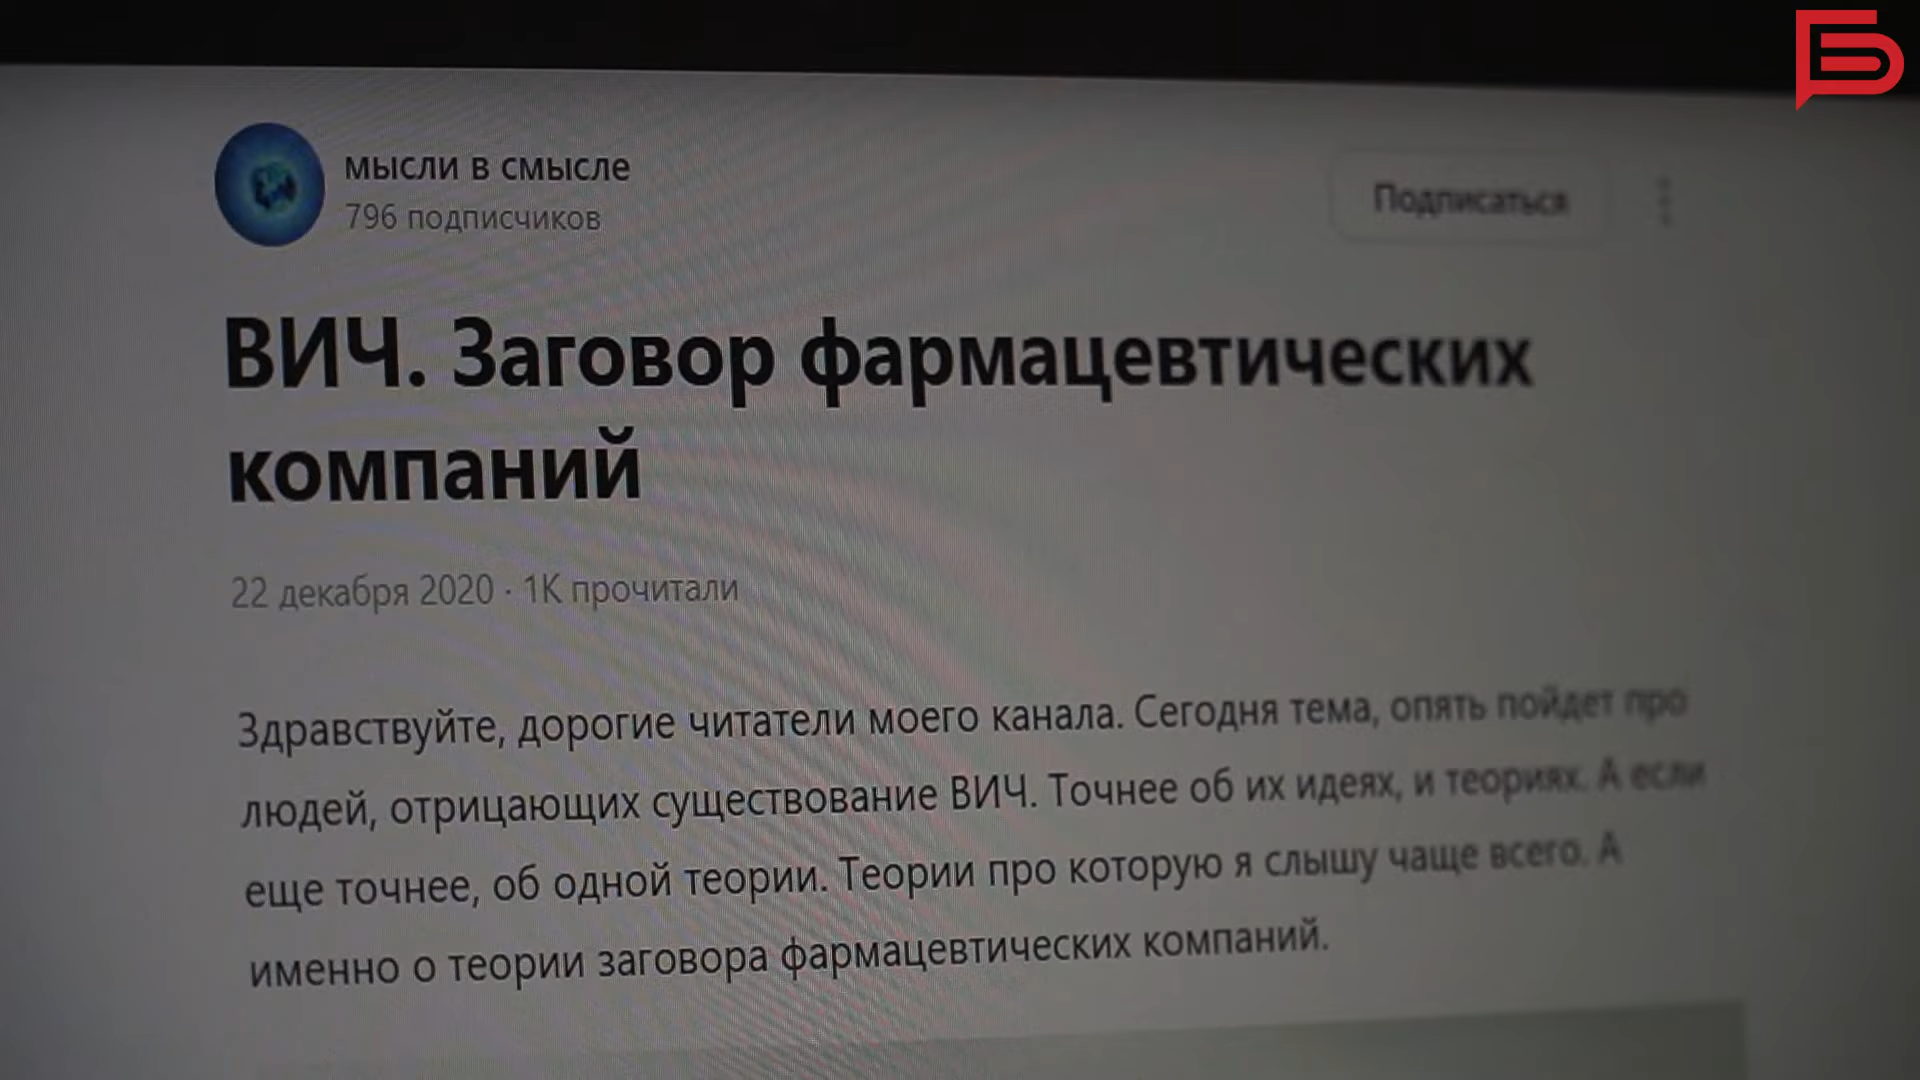 мысли в смысле
796 подписчиков
Подписаться
ВИЧ. Заговор фармацевтических
компаний
22 декабря 2020 · 1K прочитали
Здравствуйте, дорогие читатели моего канала. Сегодня тема, опять пойдет про
людей, отрицающих существование ВИЧ. Точнее об их идеях, и теориях. А если
еще точнее, об одной теории. Теории про которую я слышу чаще всего. А
именно о теории заговора фармацевтических компаний.